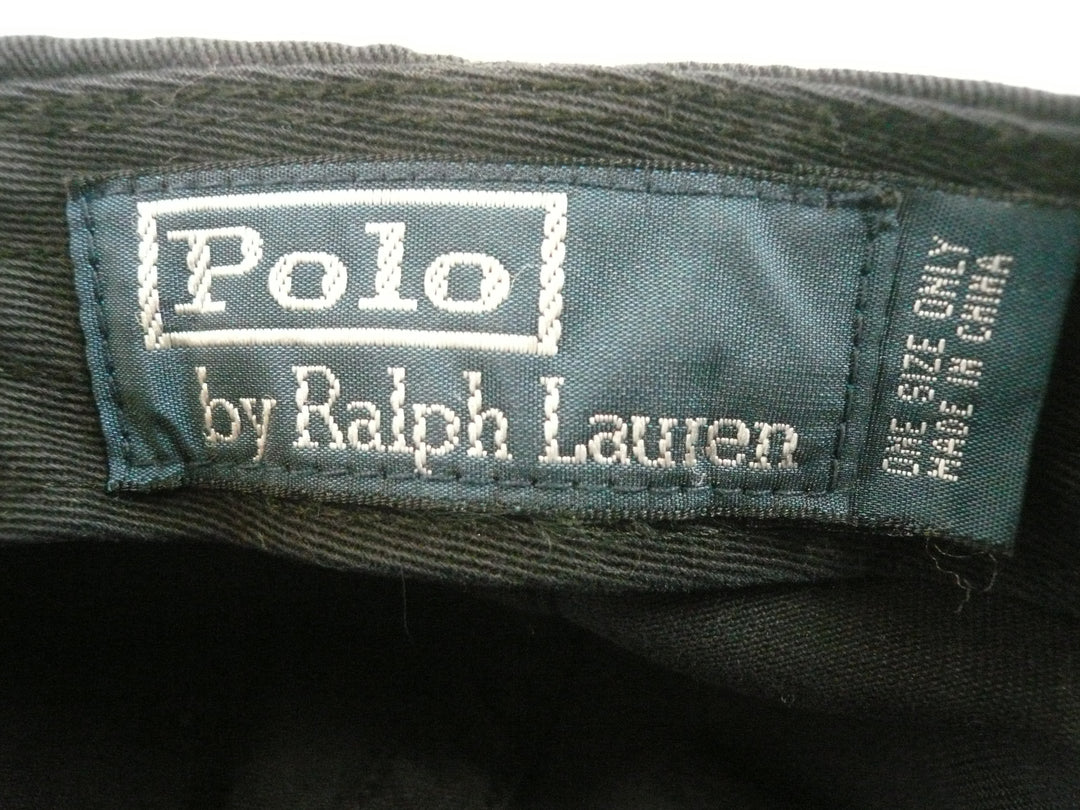 Polo
by Ralph Lauren
ONE SIZE ONLY
MADE IN CHINA